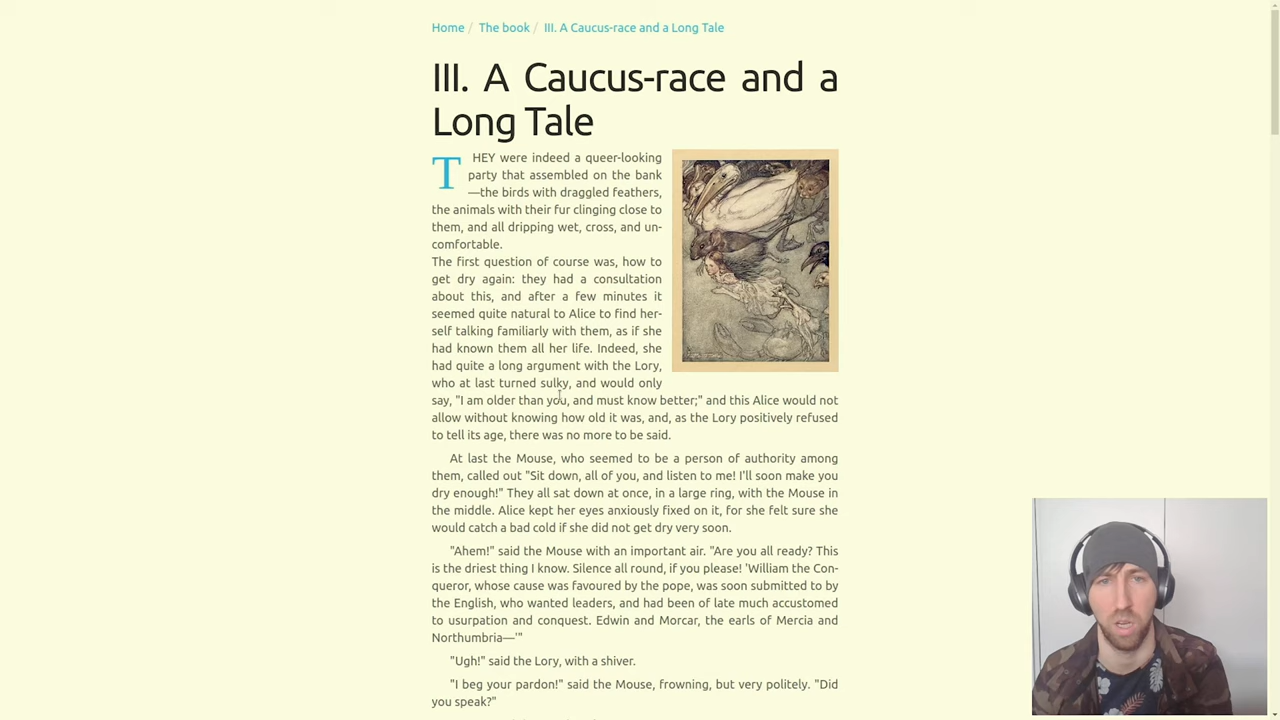 Home / The book / III. A Caucus-race and a Long Tale
III. A Caucus-race and a
Long Tale
THEY were indeed a queer-looking
party that assembled on the bank
—the birds with draggled feathers,
the animals with their fur clinging close to
them, and all dripping wet, cross, and un-
comfortable.
The first question of course was, how to
get dry again: they had a consultation
about this, and after a few minutes it
seemed quite natural to Alice to find her-
self talking familiarly with them, as if she
had known them all her life. Indeed, she
had quite a long argument with the Lory,
who at last turned sulky, and would only
say, "I am older than you, and must know better;" and this Alice would not
allow without knowing how old it was, and, as the Lory positively refused
to tell its age, there was no more to be said.
At last the Mouse, who seemed to be a person of authority among
them, called out "Sit down, all of you, and listen to me! I'll soon make you
dry enough!" They all sat down at once, in a large ring, with the Mouse in
the middle. Alice kept her eyes anxiously fixed on it, for she felt sure she
would catch a bad cold if she did not get dry very soon.
"Ahem!" said the Mouse with an important air. "Are you all ready? This
is the driest thing I know. Silence all round, if you please! 'William the Con-
queror, whose cause was favoured by the pope, was soon submitted to by
the English, who wanted leaders, and had been of late much accustomed
to usurpation and conquest. Edwin and Morcar, the earls of Mercia and
Northumbria—'"
"Ugh!" said the Lory, with a shiver.
"I beg your pardon!" said the Mouse, frowning, but very politely. "Did
you speak?"